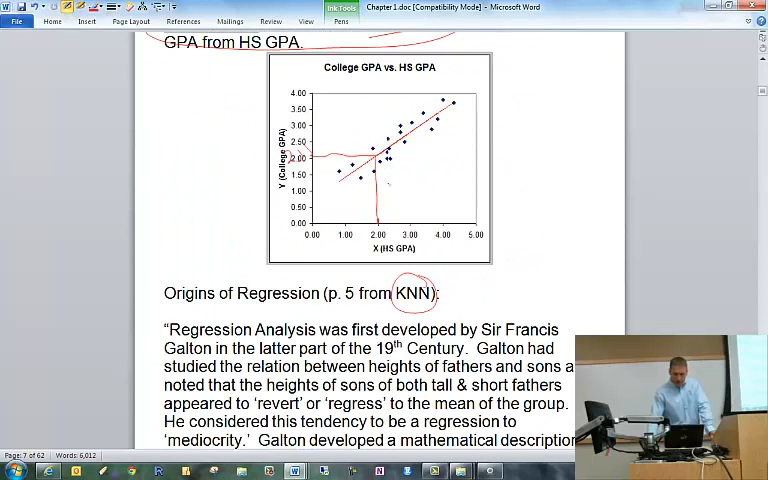 Ink Tools
Chapter 1.doc [Compatibility Mode] - Microsoft Word
File Home Insert Page Layout References Mailings Review View Pens
GPA from HS GPA.
College GPA vs. HS GPA
Y (College GPA)
4.00
3.50
3.00
2.50
2.00
1.50
1.00
0.50
0.00
0.00 1.00 2.00 3.00 4.00 5.00
X (HS GPA)
Origins of Regression (p. 5 from KNN):
“Regression Analysis was first developed by Sir Francis
Galton in the latter part of the 19th Century. Galton had
studied the relation between heights of fathers and sons a
noted that the heights of sons of both tall & short fathers
appeared to ‘revert’ or ‘regress’ to the mean of the group.
He considered this tendency to be a regression to
‘mediocrity.’ Galton developed a mathematical description
Page: 7 of 62 Words: 6,012